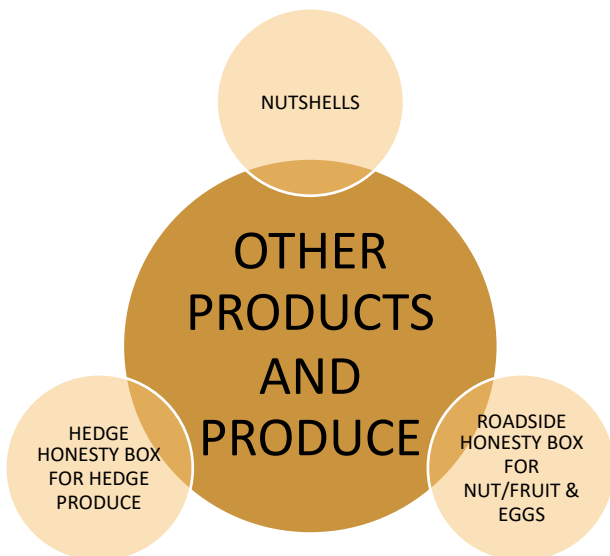 NUTSHELLS
OTHER
PRODUCTS
AND
PRODUCE
HEDGE
HONESTY BOX
FOR HEDGE
PRODUCE
ROADSIDE
HONESTY BOX
FOR
NUT/FRUIT &
EGGS